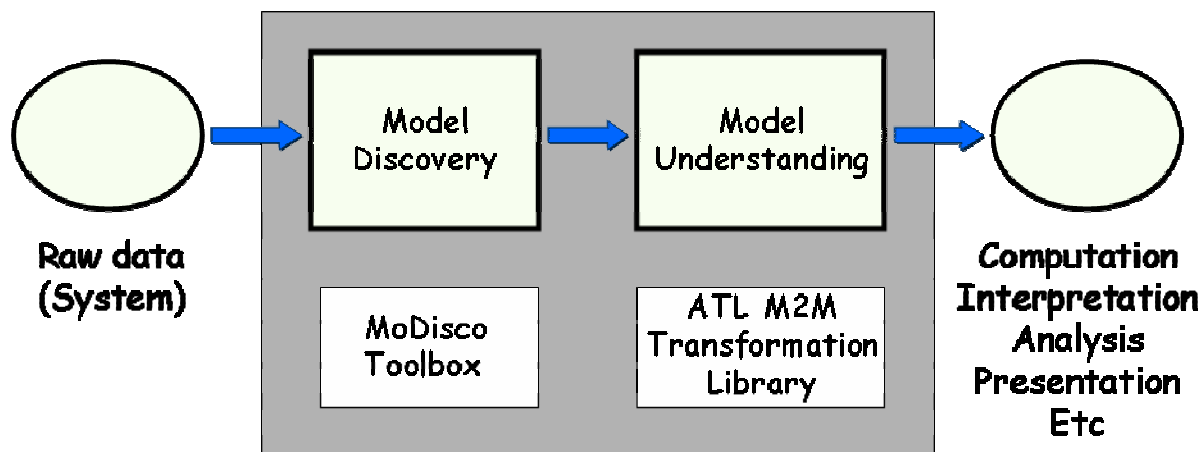 Model
Discovery
Model
Understanding
Raw data
(System)
MoDisco
Toolbox
ATL M2M
Transformation
Library
Computation
Interpretation
Analysis
Presentation
Etc